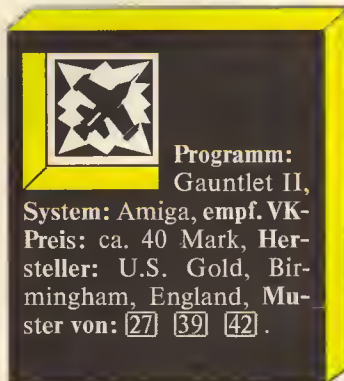 Programm:
Gauntlet II,
System: Amiga, empf. VK-
Preis: ca. 40 Mark, Her-
steller: U.S. Gold, Bir-
mingham, England, Mu-
ster von: 27 39 42 .